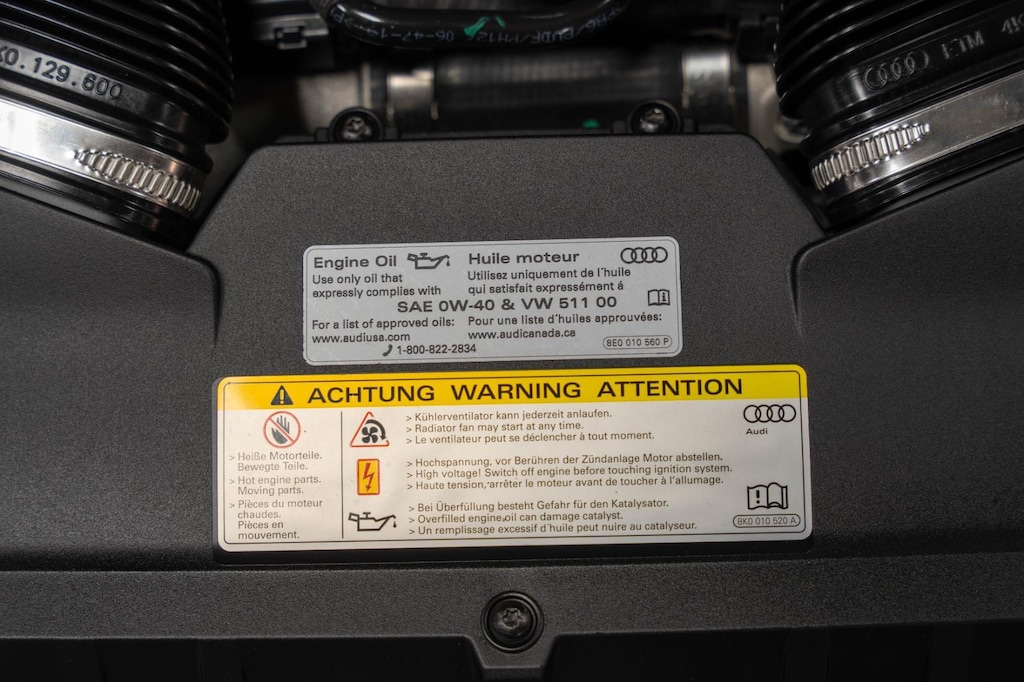 K0.129.600
06-47-1
ETM 4K
Engine Oil
Use only oil that
expressly complies with
Huile moteur
Utilisez uniquement de l´huile
qui satisfait expressément á
SAE 0W-40 & VW 511 00
For a list of approved oils:
www.audiusa.com
Pour une liste d´huiles approuvées:
www.audicanada.ca
1-800-822-2834
8E0 010 560 P
ACHTUNG WARNING ATTENTION
> Heiße Motorteile.
Bewegte Teile.
> Hot engine parts.
Moving parts.
> Pièces du moteur
chaudes.
Pièces en
mouvement.
> Kühlerventilator kann jederzeit anlaufen.
> Radiator fan may start at any time.
> Le ventilateur peut se déclencher à tout moment.
> Hochspannung, vor Berühren der Zündanlage Motor abstellen.
> High voltage! Switch off engine before touching ignition system.
> Haute tension, arrêter le moteur avant de toucher à l'allumage.
> Bei Überfüllung besteht Gefahr für den Katalysator.
> Overfilled engine oil can damage catalyst.
> Un remplissage excessif d´huile peut nuire au catalyseur.
Audi
8K0 010 520 A